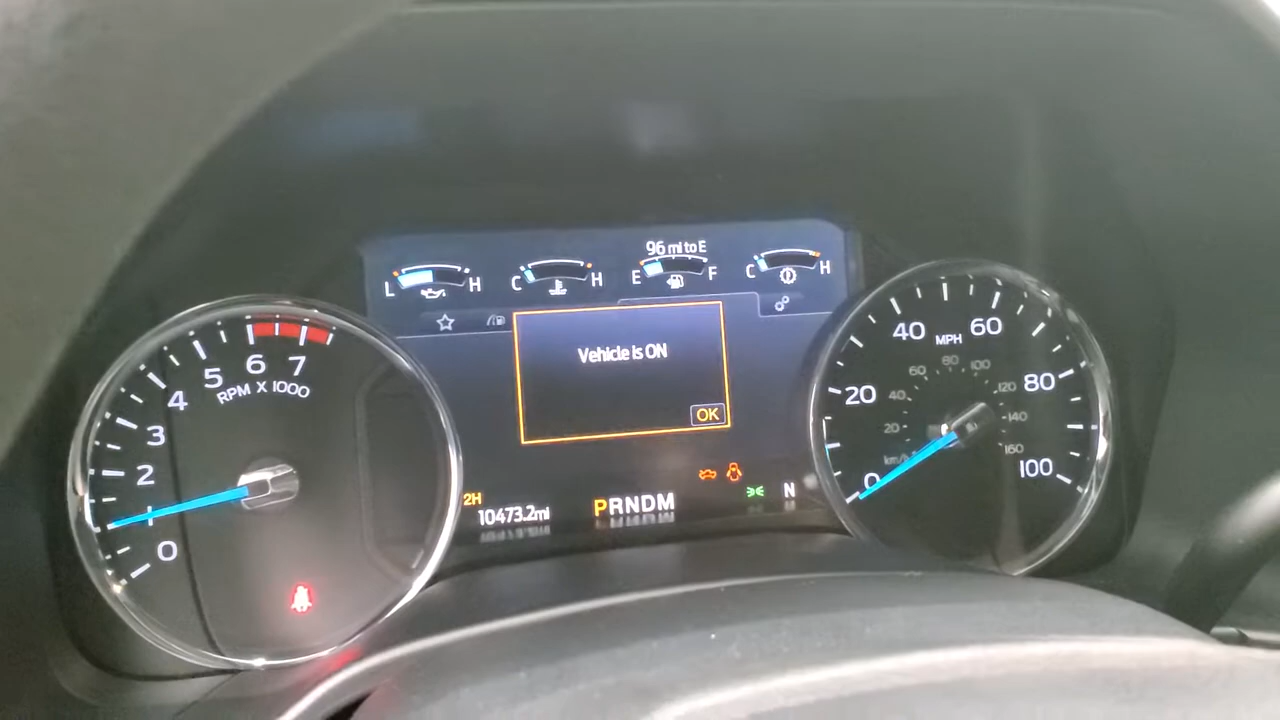 96 mi to E
L H
C H
E F
C H
Vehicle is ON
OK
2H
10473.2mi
PRNDM
N
0 2 3 4 5 6 7
RPM X 1000
0 20 40 60 80 100
MPH
20 40 60 80 100 120 140 160
km/h